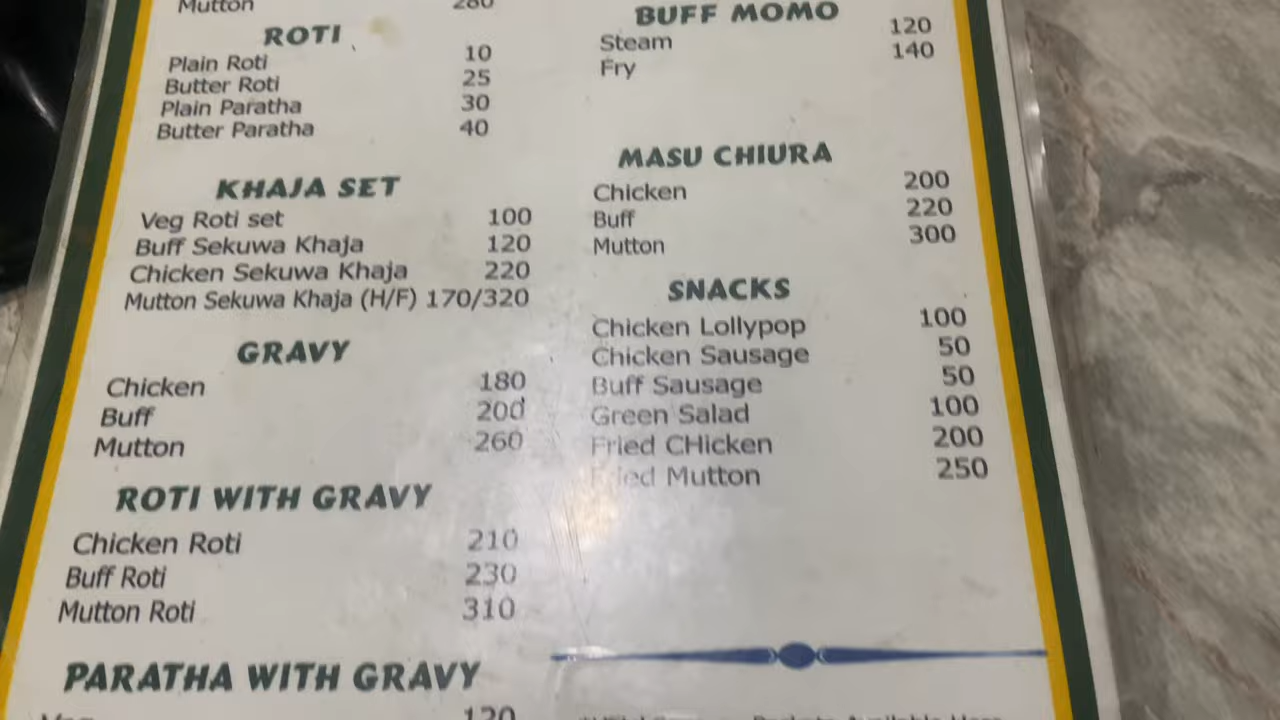 Mutton 280
ROTI
Plain Roti 10
Butter Roti 25
Plain Paratha 30
Butter Paratha 40
KHAJA SET
Veg Roti set 100
Buff Sekuwa Khaja 120
Chicken Sekuwa Khaja 220
Mutton Sekuwa Khaja (H/F) 170/320
GRAVY
Chicken 180
Buff 200
Mutton 260
ROTI WITH GRAVY
Chicken Roti 210
Buff Roti 230
Mutton Roti 310
PARATHA WITH GRAVY
Veg 120
BUFF MOMO
Steam 120
Fry 140
MASU CHIURA
Chicken 200
Buff 220
Mutton 300
SNACKS
Chicken Lollypop 100
Chicken Sausage 50
Buff Sausage 50
Green Salad 100
Fried CHicken 200
Fried Mutton 250